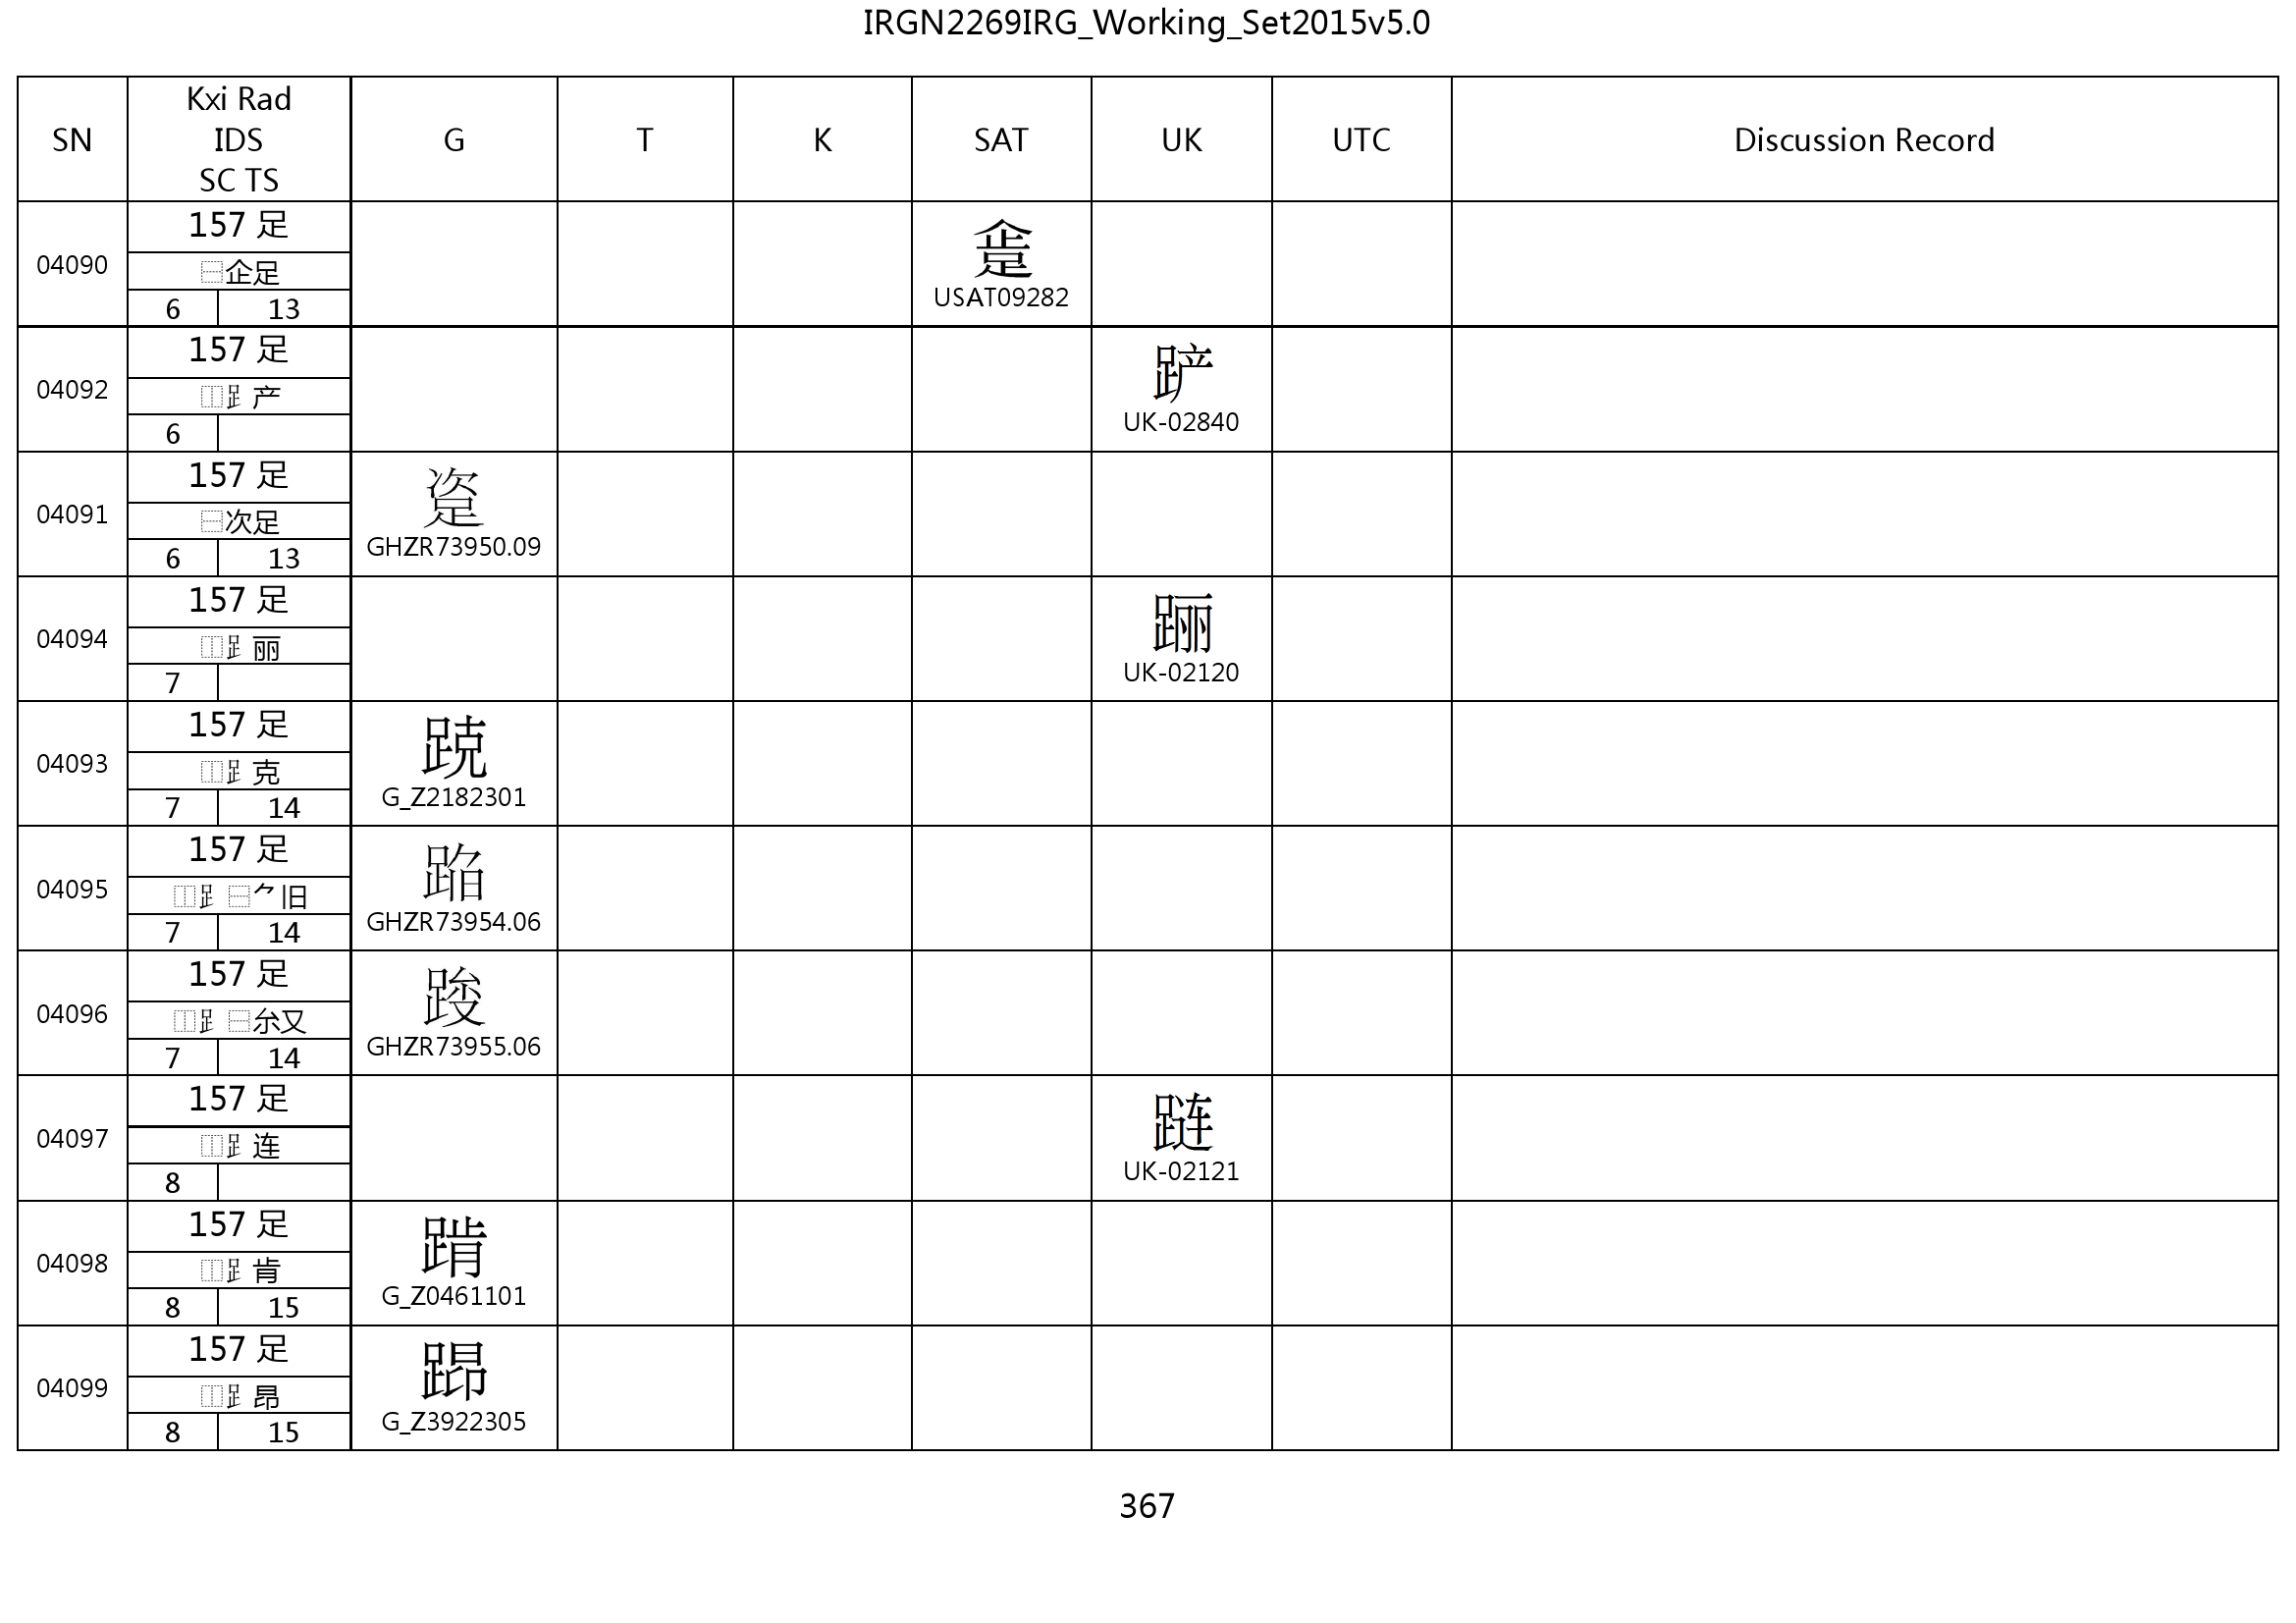 IRGN2269IRG_Working_Set2015v5.0
SN
Kxi Rad
IDS
SC TS
G
T
K
SAT
UK
UTC
Discussion Record
04090
157 足
⿱企足
6 13
USAT09282
04092
157 足
⿰⻊产
6
UK-02840
04091
157 足
⿱次足
6 13
GHZR73950.09
04094
157 足
⿰⻊丽
7
UK-02120
04093
157 足
⿰⻊克
7 14
G_Z2182301
04095
157 足
⿰⻊⿱⺈旧
7 14
GHZR73954.06
04096
157 足
⿰⻊⿱厼又
7 14
GHZR73955.06
04097
157 足
⿰⻊连
8
UK-02121
04098
157 足
⿰⻊肯
8 15
G_Z0461101
04099
157 足
⿰⻊昂
8 15
G_Z3922305
367